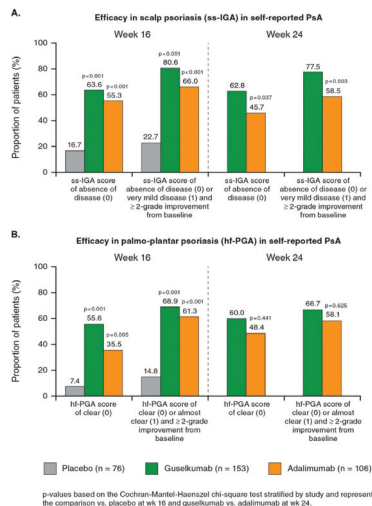 A.
Efficacy in scalp psoriasis (ss-IGA) in self-reported PsA
Week 16
Week 24
Proportion of patients (%)
100
80
60
40
20
0
16.7
p<0.001
63.6
p<0.001
55.3
22.7
p<0.001
80.6
p<0.001
66.0
62.8
p=0.037
45.7
77.5
p=0.003
58.5
ss-IGA score
of absence of
disease (0)
ss-IGA score of
absence of disease (0) or
very mild disease (1) and
≥2-grade improvement
from baseline
ss-IGA score
of absence of
disease (0)
ss-IGA score of
absence of disease (0) or
very mild disease (1) and
≥2-grade improvement
from baseline
B.
Efficacy in palmo-plantar psoriasis (hf-PGA) in self-reported PsA
Week 16
Week 24
Proportion of patients (%)
100
80
60
40
20
0
7.4
p<0.001
55.6
p=0.005
35.5
14.8
p<0.001
68.9
p<0.001
61.3
60.0
p=0.441
48.4
66.7
p=0.625
58.1
hf-PGA score
of clear (0)
hf-PGA score of
clear (0) or almost
clear (1) and ≥2-grade
improvement from
baseline
hf-PGA score
of clear (0)
hf-PGA score of
clear (0) or almost
clear (1) and ≥2-grade
improvement from
baseline
Placebo (n = 76)
Guselkumab (n = 153)
Adalimumab (n = 106)
p-values based on the Cochran-Mantel-Haenszel chi-square test stratified by study and represent
the comparison vs. placebo at wk 16 and guselkumab vs. adalimumab at wk 24.